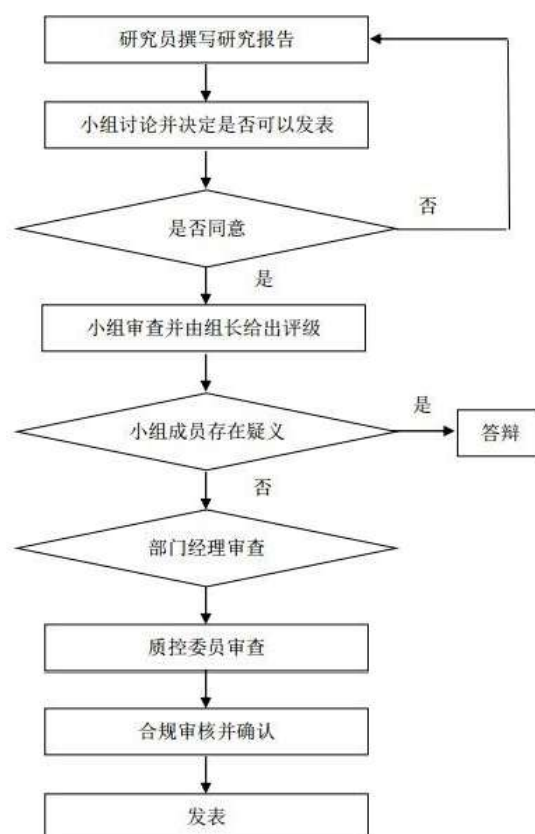 研究员撰写研究报告
小组讨论并决定是否可以发表
是否同意
否
是
小组审查并由组长给出评级
小组成员存在疑义
是
答辩
否
部门经理审查
质控委员审查
合规审核并确认
发表